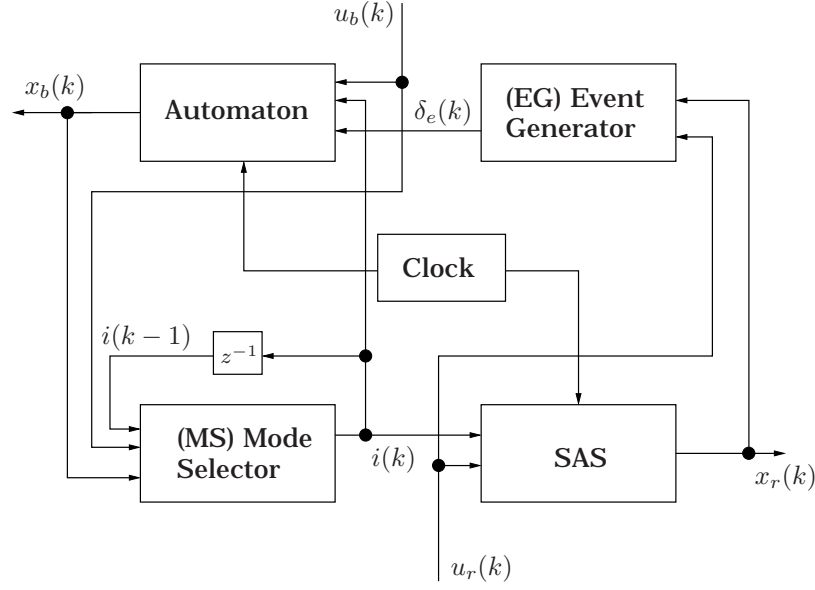 u_b(k)
x_b(k)
Automaton
δ_e(k)
(EG) Event
Generator
Clock
i(k − 1)
z^{−1}
(MS) Mode
Selector
i(k)
SAS
x_r(k)
u_r(k)